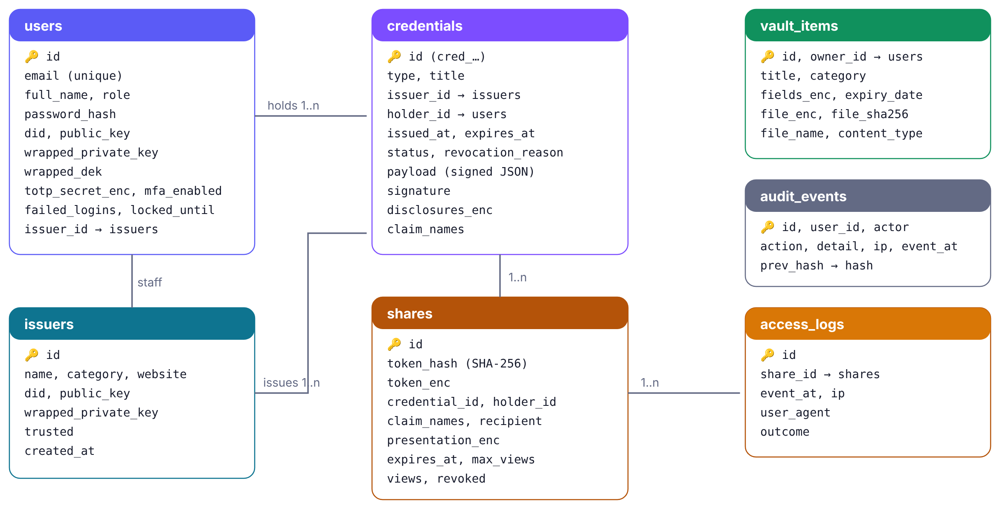 users
🔑 id
email (unique)
full_name, role
password_hash
did, public_key
wrapped_private_key
wrapped_dek
totp_secret_enc, mfa_enabled
failed_logins, locked_until
issuer_id → issuers
holds 1..n
credentials
🔑 id (cred_…)
type, title
issuer_id → issuers
holder_id → users
issued_at, expires_at
status, revocation_reason
payload (signed JSON)
signature
disclosures_enc
claim_names
vault_items
🔑 id, owner_id → users
title, category
fields_enc, expiry_date
file_enc, file_sha256
file_name, content_type
audit_events
🔑 id, user_id, actor
action, detail, ip, event_at
prev_hash → hash
staff
1..n
issuers
🔑 id
name, category, website
did, public_key
wrapped_private_key
trusted
created_at
issues 1..n
shares
🔑 id
token_hash (SHA-256)
token_enc
credential_id, holder_id
claim_names, recipient
presentation_enc
expires_at, max_views
views, revoked
1..n
access_logs
🔑 id
share_id → shares
event_at, ip
user_agent
outcome